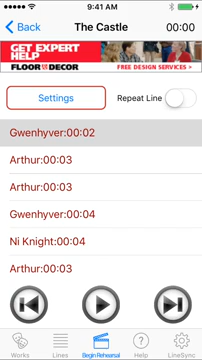 9:41 AM
Back
The Castle
00:00
GET EXPERT
HELP
FLOOR DECOR
FREE DESIGN SERVICES >
Settings
Repeat Line
Gwenhyver:00:02
Arthur:00:03
Arthur:00:03
Gwenhyver:00:04
Ni Knight:00:04
Arthur:00:03
Works
Lines
Begin Rehearsal
Help
LineSync